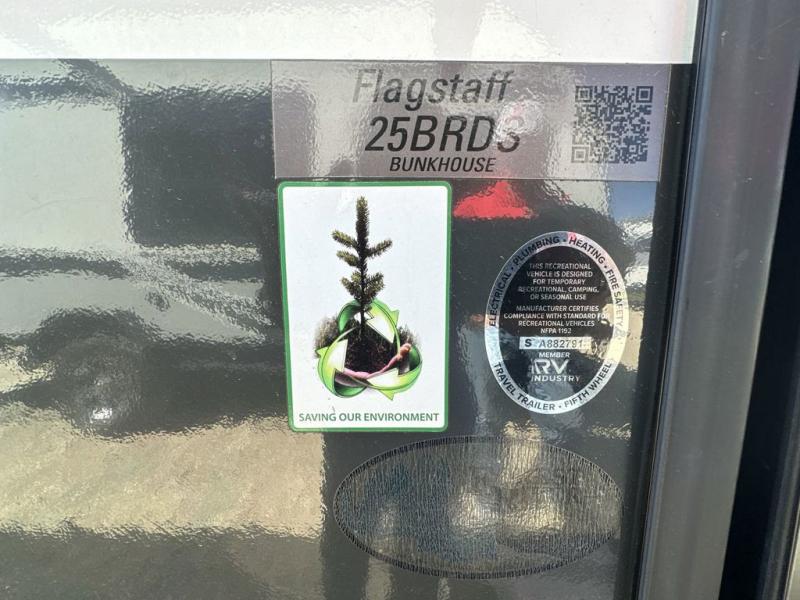 Flagstaff
25BRDS
BUNKHOUSE
SAVING OUR ENVIRONMENT
ELECTRICAL • PLUMBING • HEATING • FIRE SAFETY
THIS RECREATIONAL
VEHICLE IS DESIGNED
FOR TEMPORARY
RECREATIONAL, CAMPING,
OR SEASONAL USE
MANUFACTURER CERTIFIES
COMPLIANCE WITH STANDARD FOR
RECREATIONAL VEHICLES
NFPA 1192
S A882791
MEMBER
RV
INDUSTRY
TRAVEL TRAILER • FIFTH WHEEL